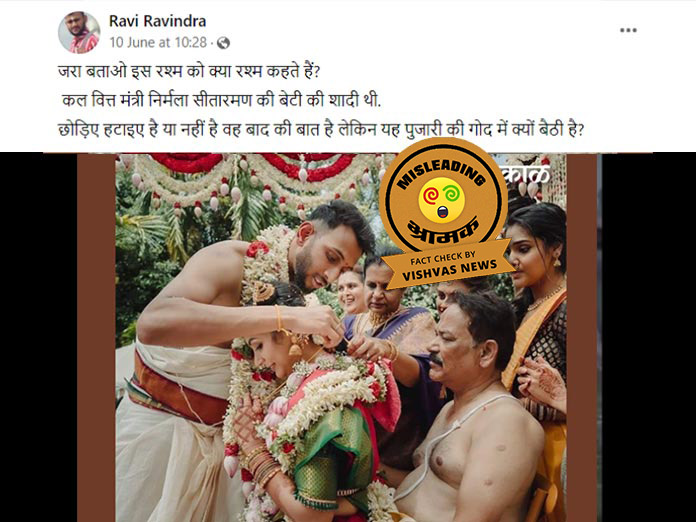 Ravi Ravindra
10 June at 10:28 ·
जरा बताओ इस रश्म को क्या रश्म कहते हैं?
कल वित्त मंत्री निर्मला सीतारमण की बेटी की शादी थी.
छोड़िए हटाइए है या नहीं है वह बाद की बात है लेकिन यह पुजारी की गोद में क्यों बैठी है?
MISLEADING
भ्रामक
FACT CHECK BY
VISHVAS NEWS